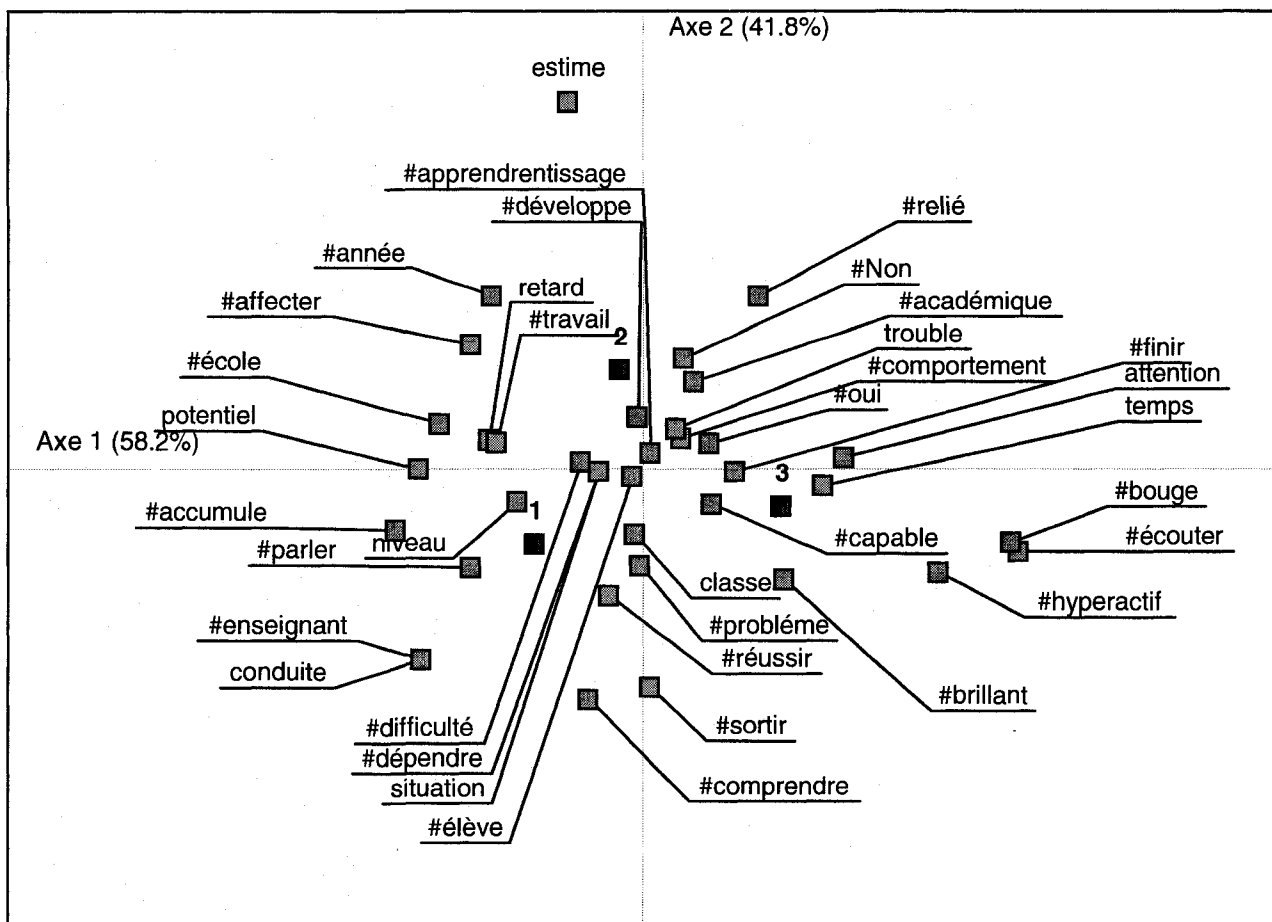 Axe 2 (41.8%)
estime
#apprendrentissage
#développe
#relié
#année
#Non
retard
#affecter
#académique
#travail
trouble
2
#finir
#école
#comportement
attention
#oui
potentiel
temps
Axe 1 (58.2%)
3
#bouge
1
#accumule
#écouter
#parler
niveau
#capable
classe
#hyperactif
#enseignant
#probléme
#réussir
conduite
#brillant
#difficulté
#sortir
#dépendre
situation
#comprendre
#élève